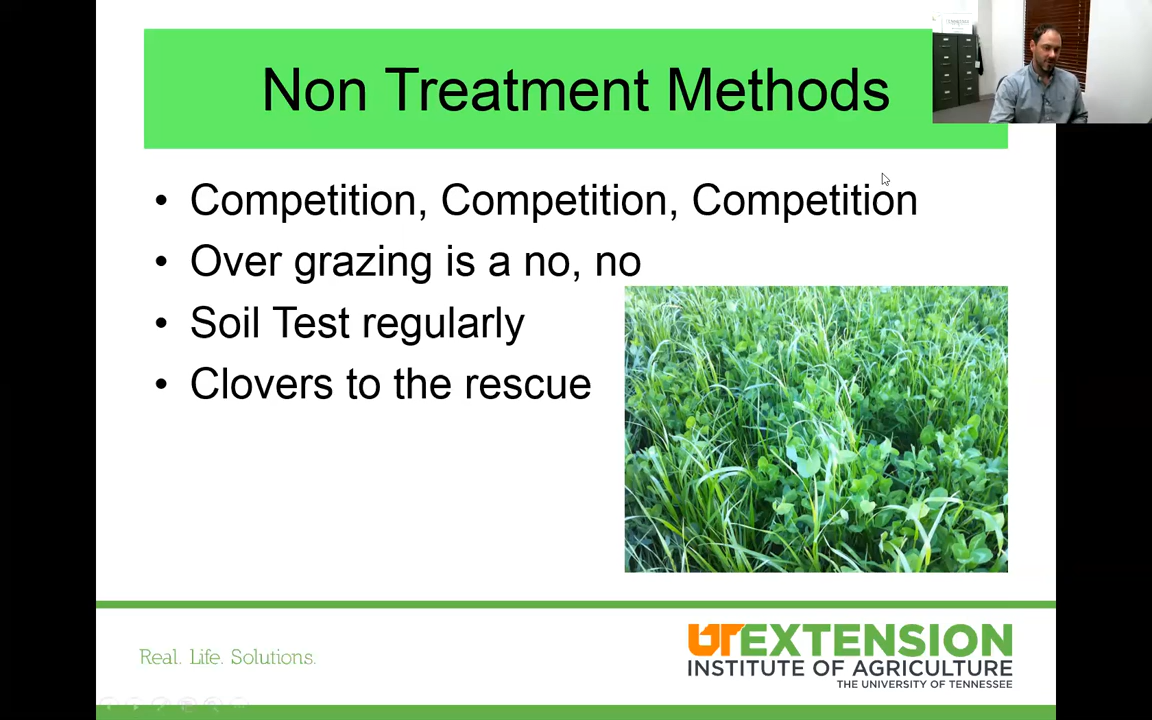 Non Treatment Methods
• Competition, Competition, Competition
• Over grazing is a no, no
• Soil Test regularly
• Clovers to the rescue
Real. Life. Solutions.
UTEXTENSION
INSTITUTE OF AGRICULTURE
THE UNIVERSITY OF TENNESSEE